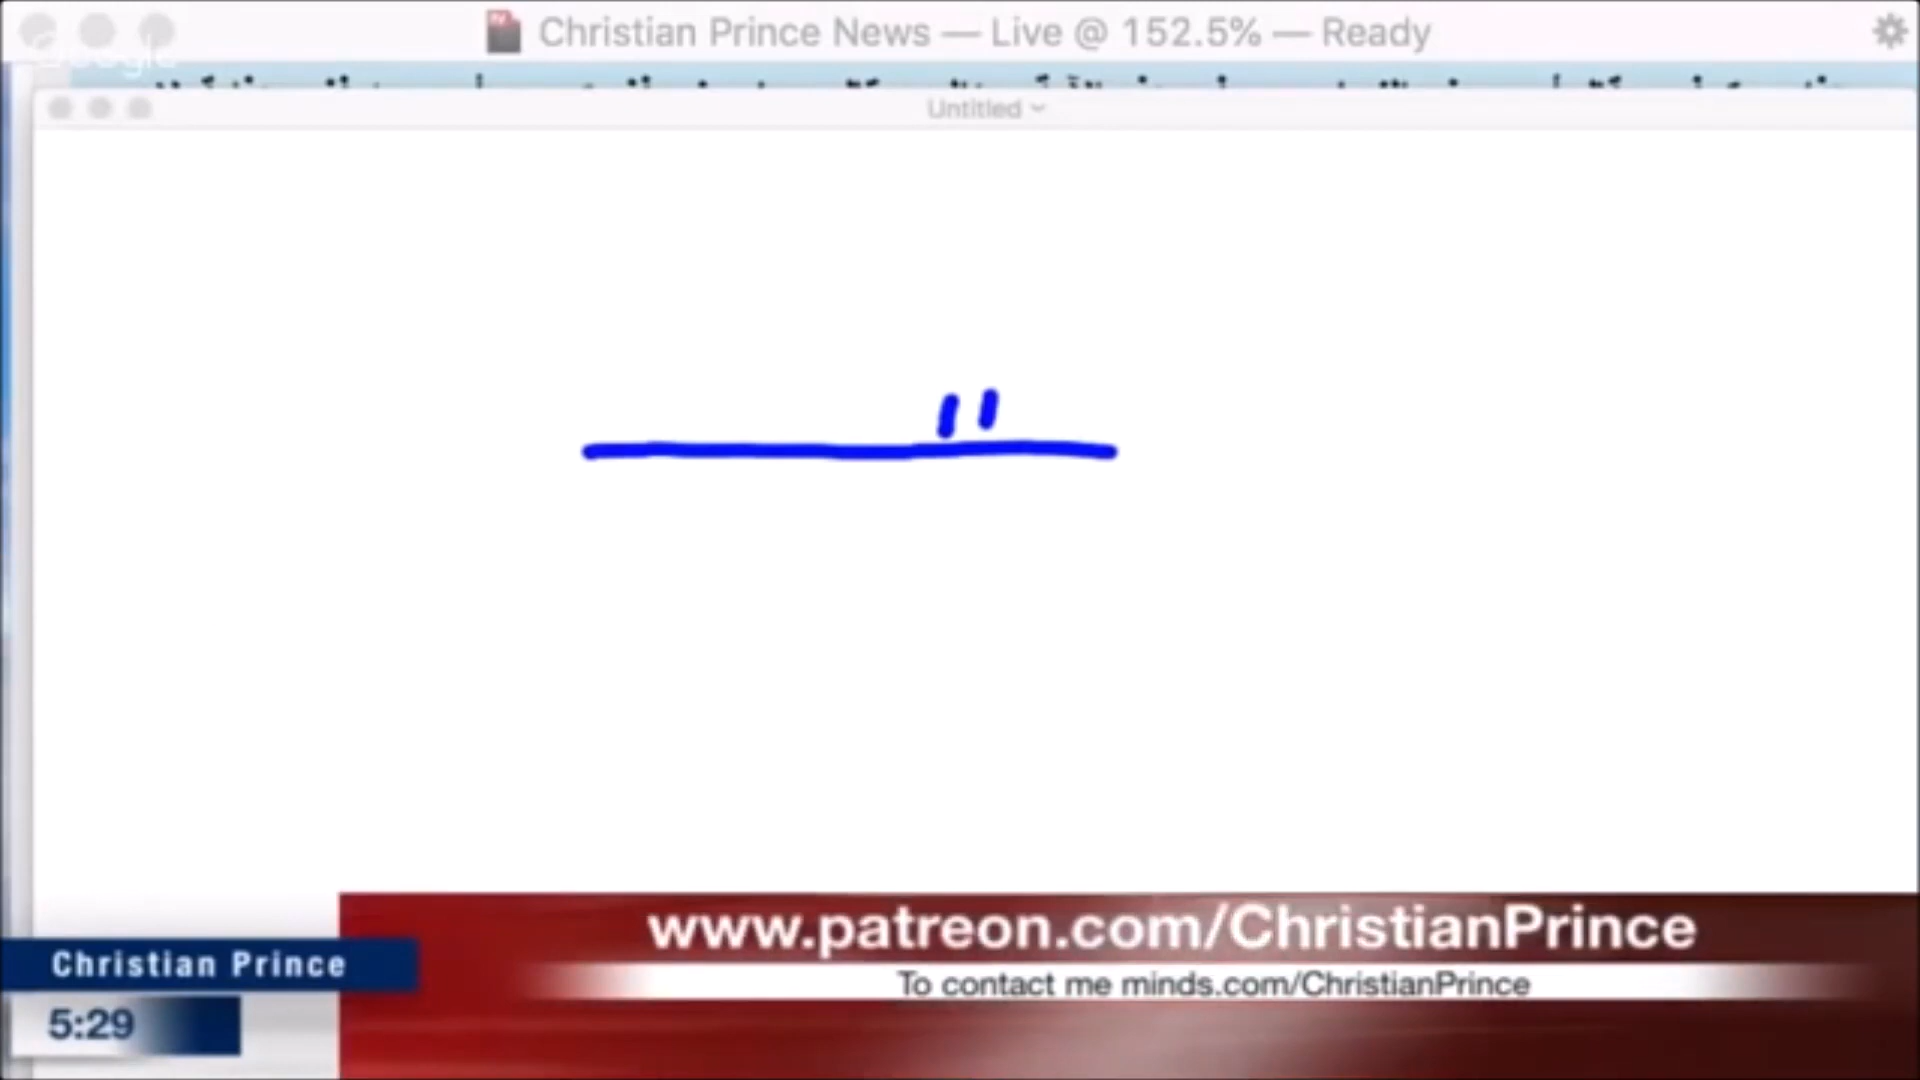 Christian Prince News — Live @ 152.5% — Ready
Google
Untitled
www.patreon.com/ChristianPrince
Christian Prince
To contact me minds.com/ChristianPrince
5:29